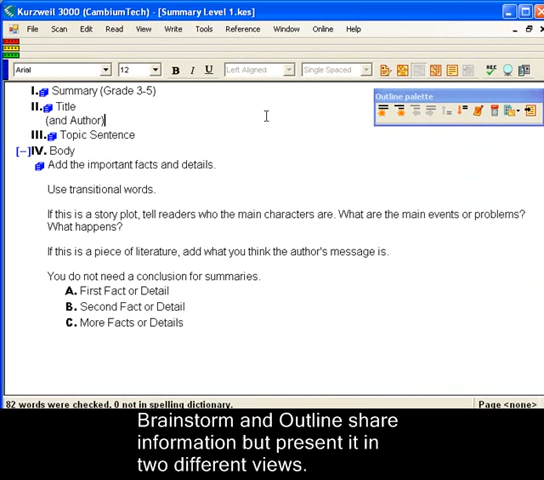 Kurzweil 3000 (CambiumTech) - [Summary Level 1.kes]
File Scan Edit Read View Write Tools Reference Window Online Help
Arial 12 B I U Left Aligned Single Spaced
Outline palette
I. Summary (Grade 3-5)
II. Title
(and Author)
III. Topic Sentence
[-]IV. Body
Add the important facts and details.
Use transitional words.
If this is a story plot, tell readers who the main characters are. What are the main events or problems?
What happens?
If this is a piece of literature, add what you think the author's message is.
You do not need a conclusion for summaries.
A. First Fact or Detail
B. Second Fact or Detail
C. More Facts or Details
82 words were checked, 0 not in spelling dictionary. Page <none>
Brainstorm and Outline share
information but present it in
two different views.